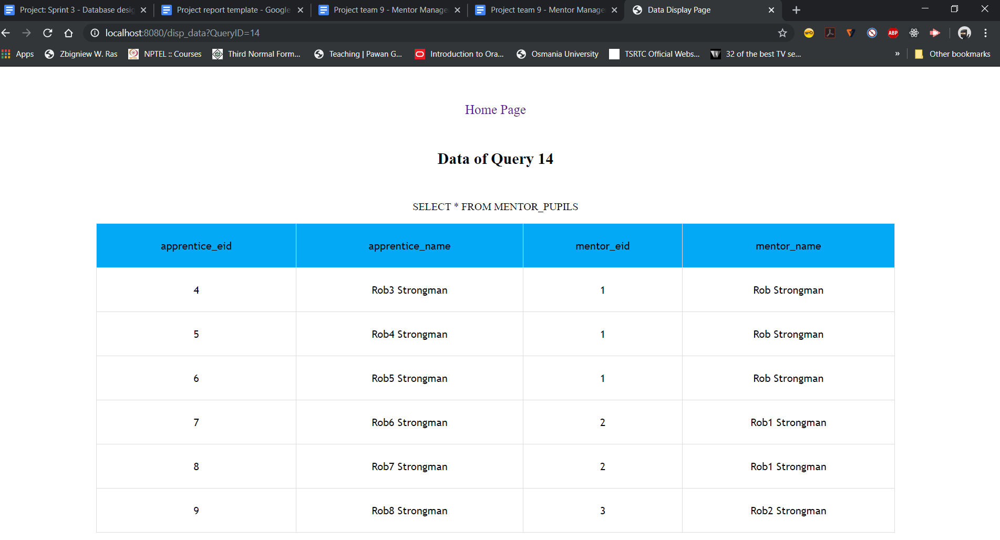 Project: Sprint 3 - Database desig
Project report template - Google
Project team 9 - Mentor Manage
Project team 9 - Mentor Manage
Data Display Page
localhost:8080/disp_data?QueryID=14
ABP
Apps
Zbigniew W. Ras
NPTEL :: Courses
Third Normal Form...
Teaching | Pawan G...
Introduction to Ora...
Osmania University
TSRTC Official Webs...
32 of the best TV se...
»
Other bookmarks
Home Page
Data of Query 14
SELECT * FROM MENTOR_PUPILS
apprentice_eid apprentice_name mentor_eid mentor_name
4 Rob3 Strongman 1 Rob Strongman
5 Rob4 Strongman 1 Rob Strongman
6 Rob5 Strongman 1 Rob Strongman
7 Rob6 Strongman 2 Rob1 Strongman
8 Rob7 Strongman 2 Rob1 Strongman
9 Rob8 Strongman 3 Rob2 Strongman